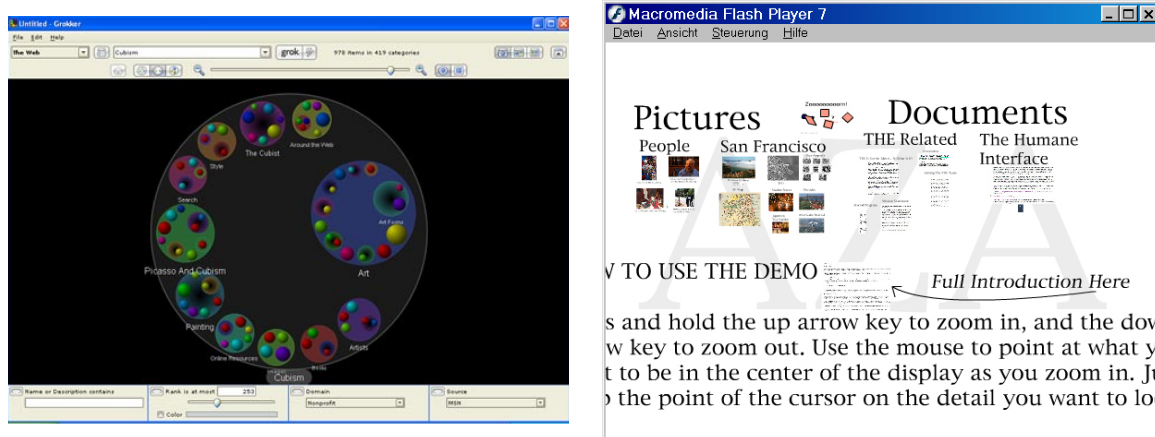 Untitled - Grokker
File Edit Help
the Web
Cubism
grok
978 items in 419 categories
Around the Web
The Cubist
Style
Search
Art Forms
Picasso And Cubism
Art
Painting
Artists
Online Resources
Books
Cubism
Name or Description contains
Rank is at most 253
Domain
Source
Color
Nonprofit
MSN
Macromedia Flash Player 7
Datei Ansicht Steuerung Hilfe
Pictures
Documents
People
San Francisco
THE Related
The Humane
Interface
AZA
W TO USE THE DEMO
Full Introduction Here
s and hold the up arrow key to zoom in, and the dow
w key to zoom out. Use the mouse to point at what y
t to be in the center of the display as you zoom in. Ju
the point of the cursor on the detail you want to lo